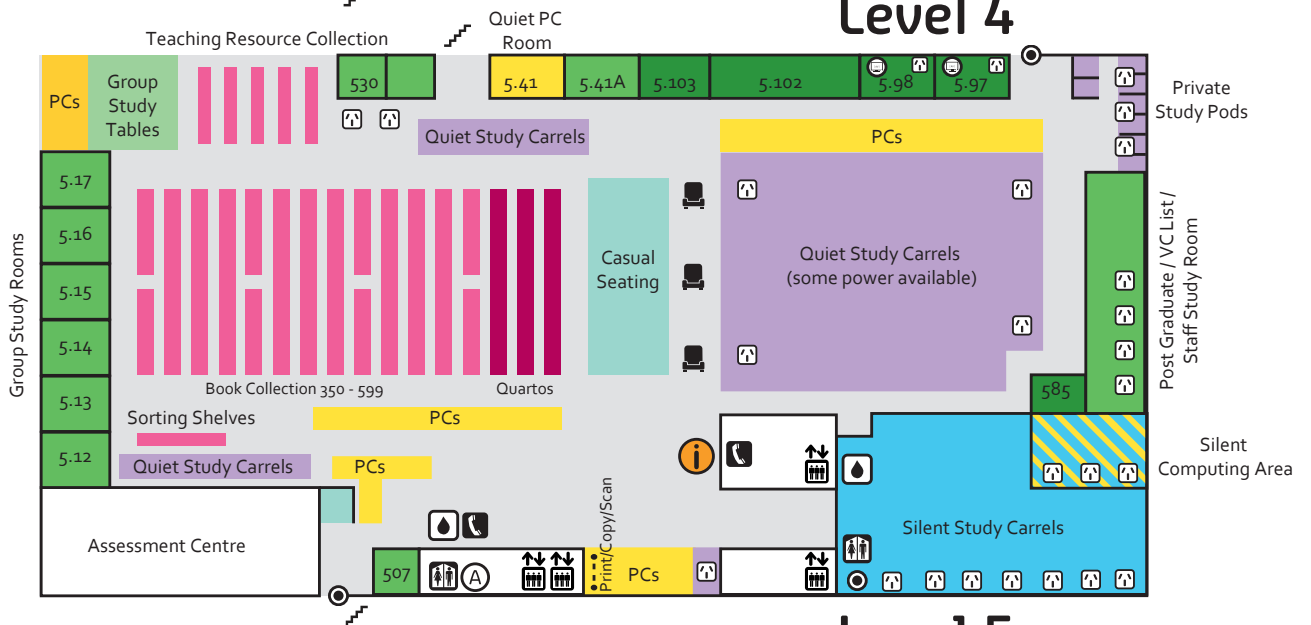 Level 4
Quiet PC
Room
Teaching Resource Collection
PCs
Group
Study
Tables
530
5.41
5.41A
5.103
5.102
5.98
5.97
Private
Study Pods
Quiet Study Carrels
PCs
5.17
5.16
5.15
5.14
5.13
5.12
Group Study Rooms
Casual
Seating
Quiet Study Carrels
(some power available)
Post Graduate / VC List /
Staff Study Room
Book Collection 350 - 599
Quartos
585
Sorting Shelves
PCs
Quiet Study Carrels
PCs
i
Silent
Computing Area
Assessment Centre
Print/Copy/Scan
Silent Study Carrels
507
A
PCs